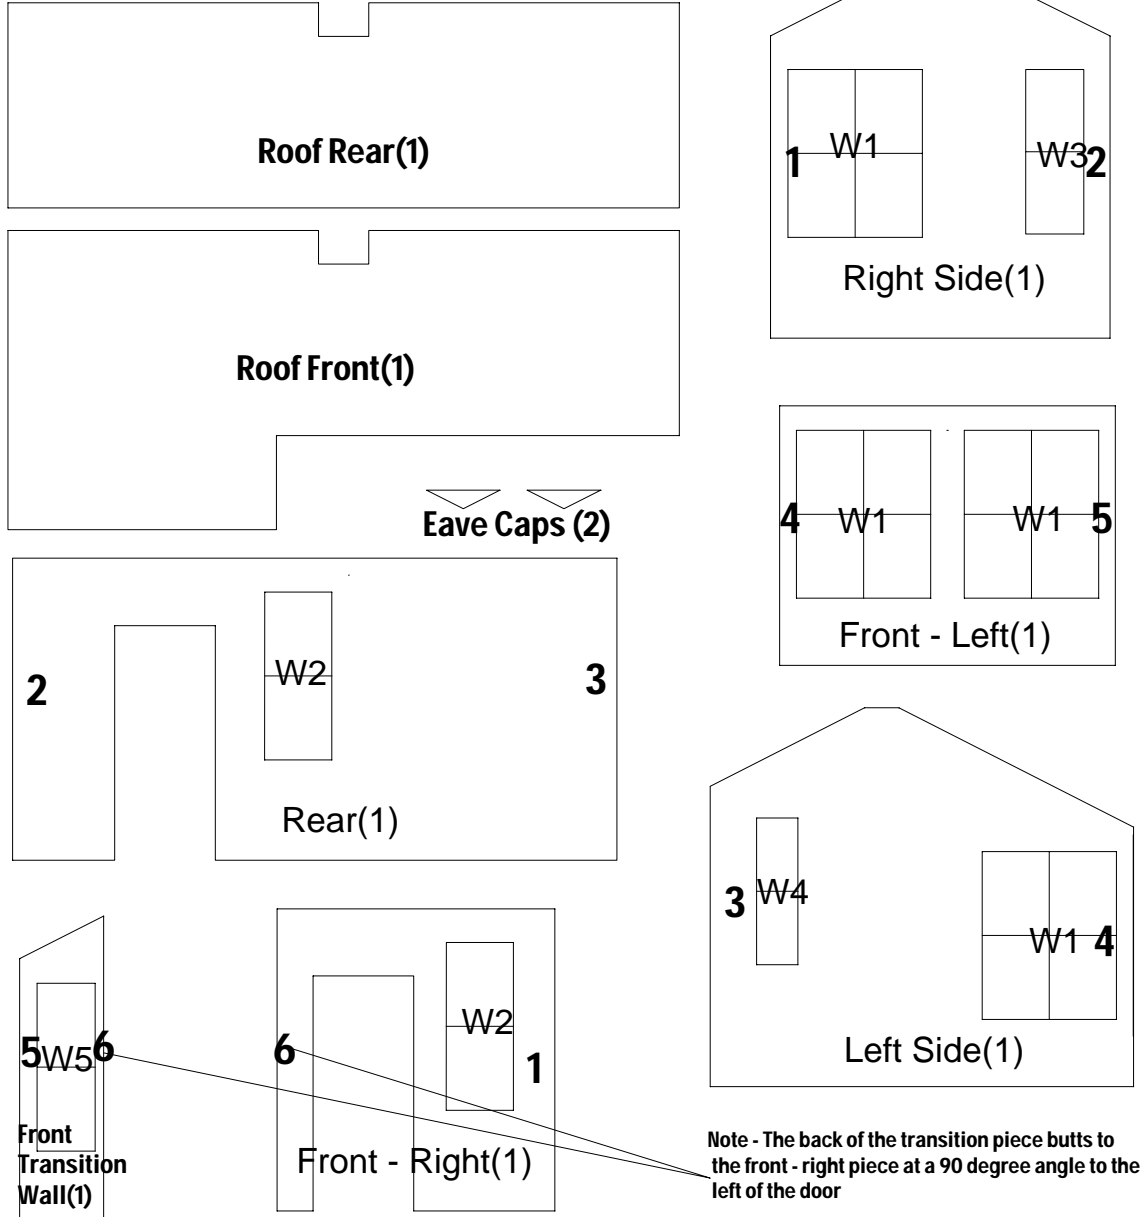 Roof Rear(1)
1
W1
W3
2
Right Side(1)
Roof Front(1)
Eave Caps (2)
4
W1
W1
5
Front - Left(1)
2
W2
3
Rear(1)
3
W4
W1
4
Left Side(1)
5
W5
6
Front
Transition
Wall(1)
6
W2
1
Front - Right(1)
Note - The back of the transition piece butts to
the front - right piece at a 90 degree angle to the
left of the door